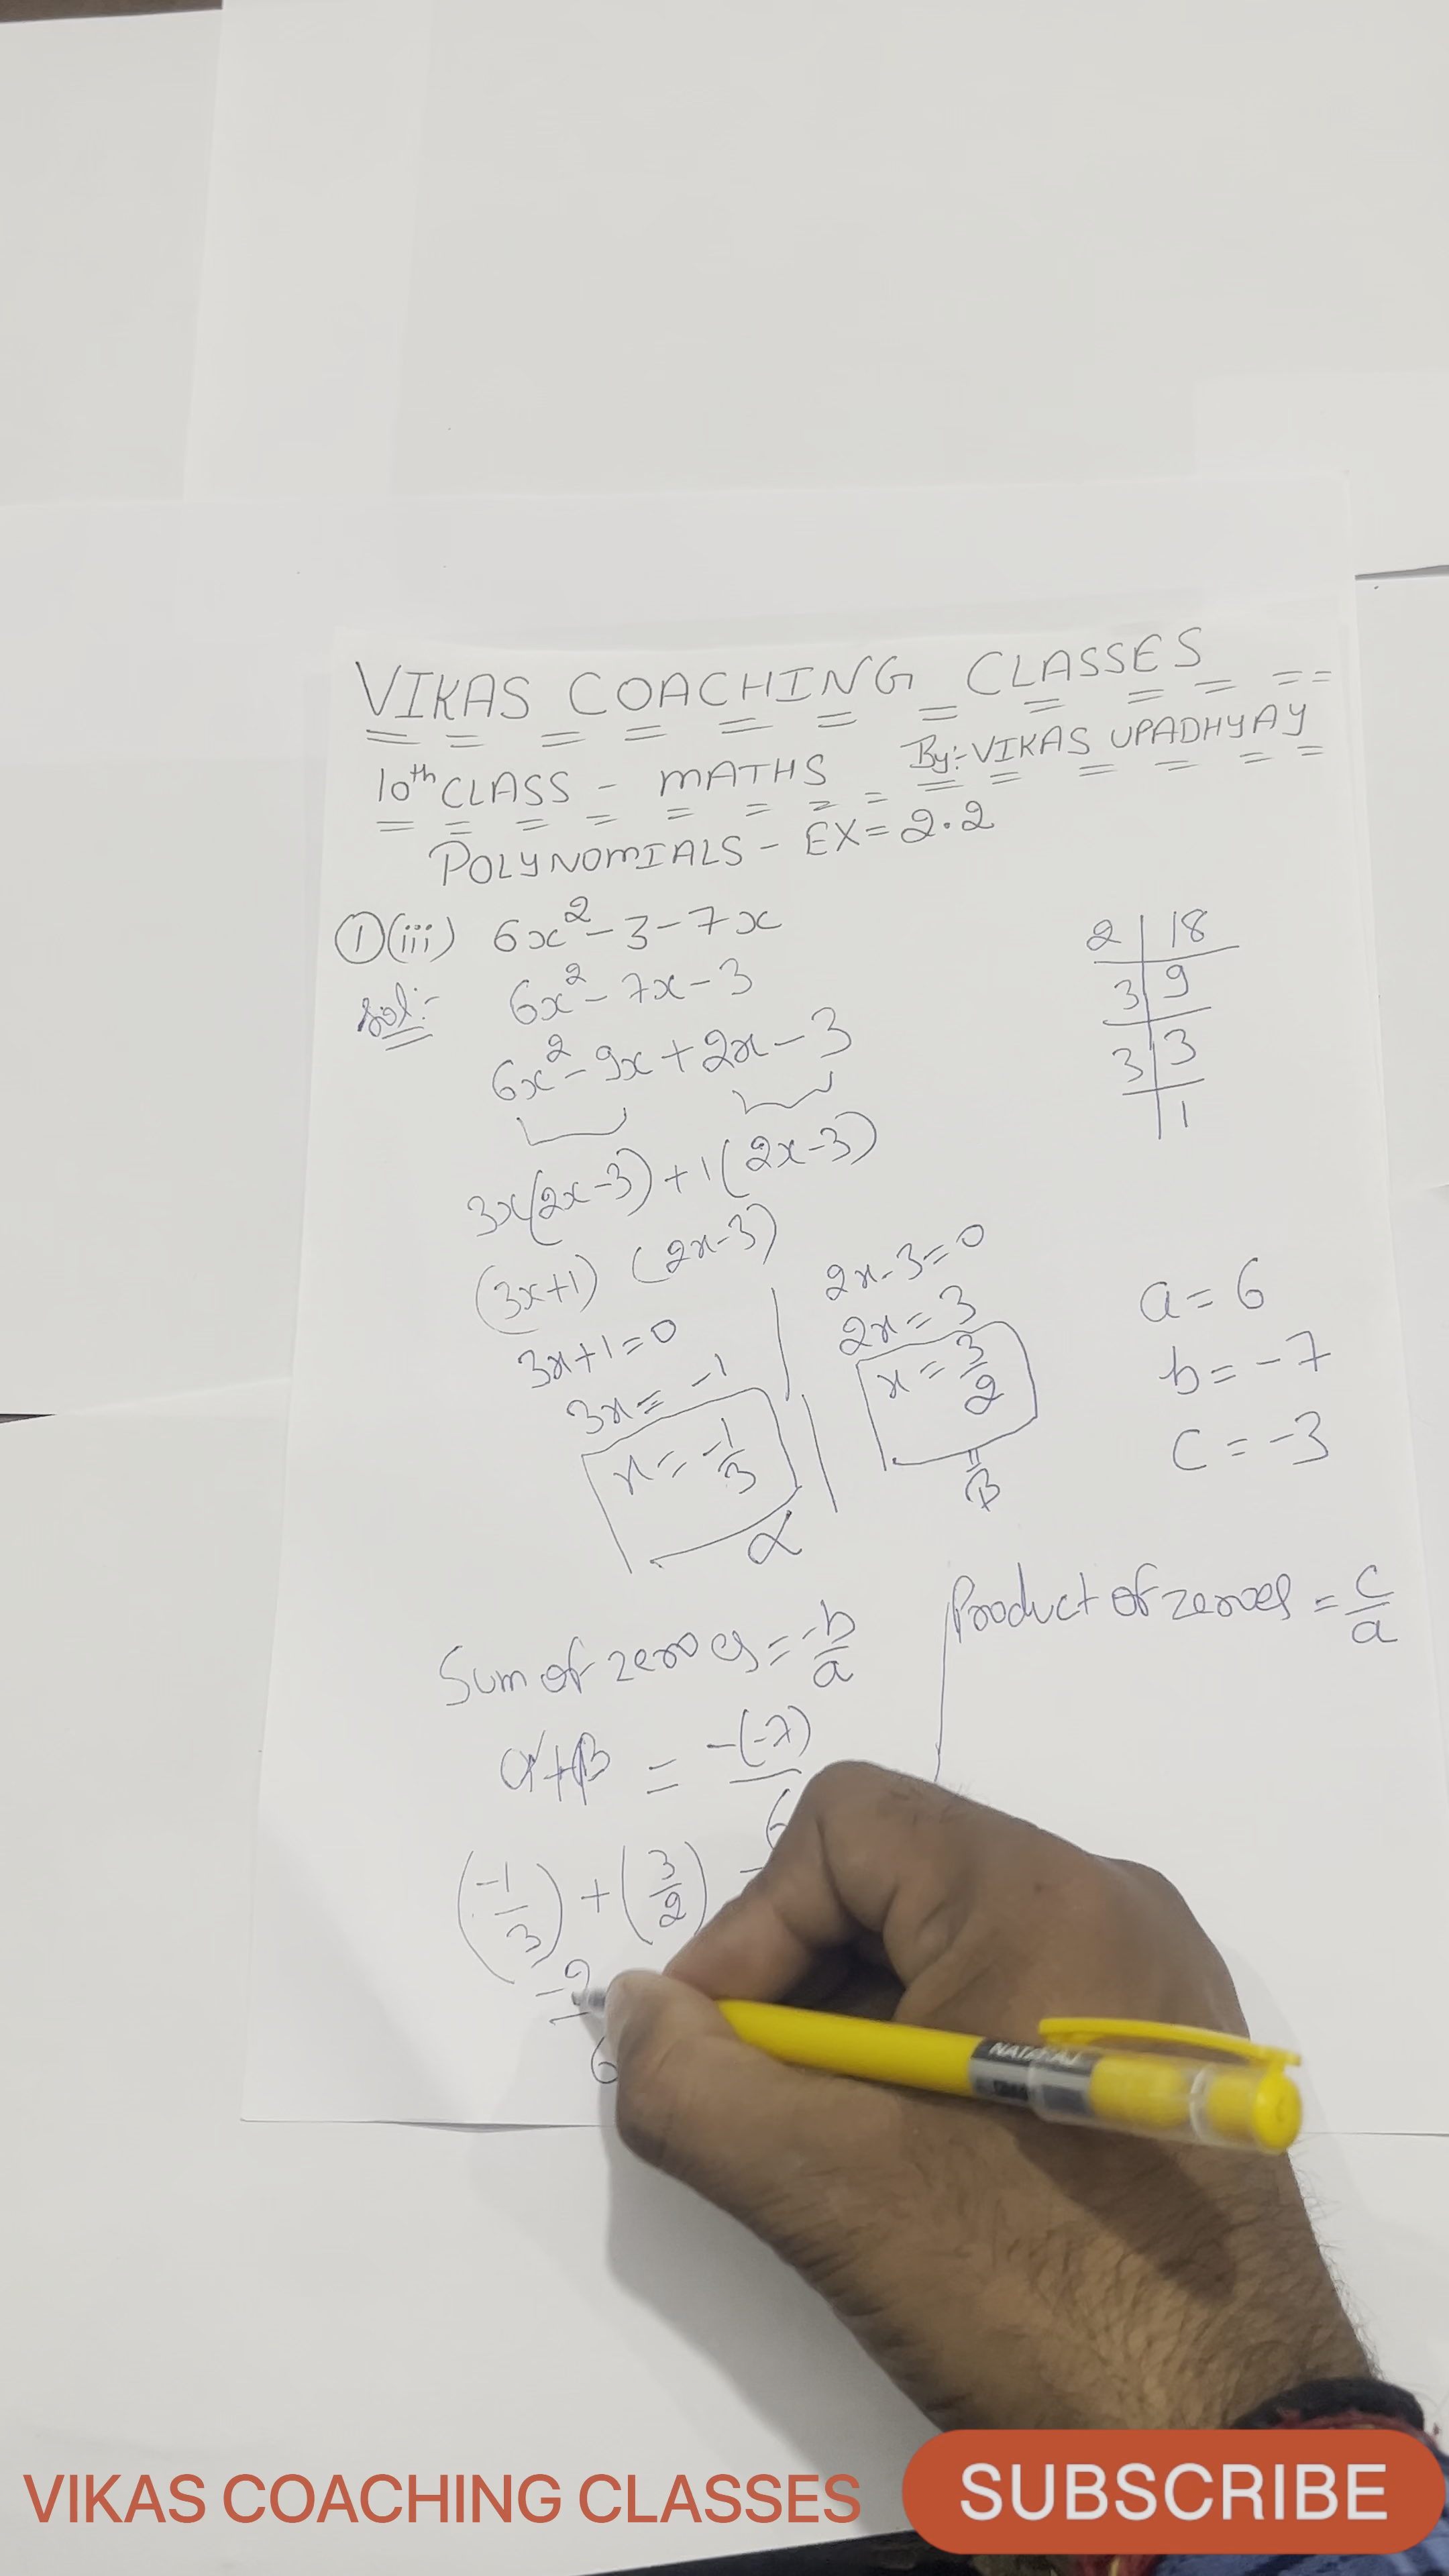 VIKAS COACHING CLASSES
10th CLASS - MATHS By:- VIKAS UPADHYAY
POLYNOMIALS - EX = 2.2
①(iii) 6x² - 3 - 7x
Sol:- 6x² - 7x - 3
6x² - 9x + 2x - 3
3x(2x-3) + 1(2x-3)
(3x+1) (2x-3)
3x+1=0
3x = -1
x = -1/3
α
2x-3=0
2x = 3
x = 3/2
β
2 | 18
3 | 9
3 | 3
1
a = 6
b = -7
c = -3
Sum of zeroes = -b/a
α+β = -(-7)/6
(-1/3) + (3/2)
-2
6
Product of zeroes = c/a
NATARAJ
VIKAS COACHING CLASSES
SUBSCRIBE